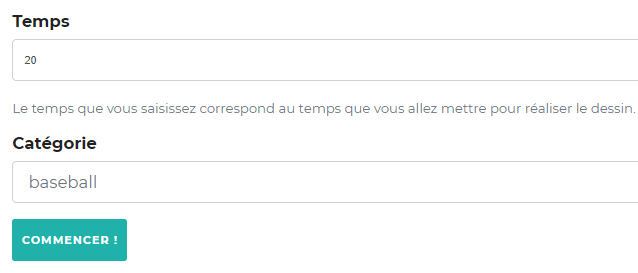 Temps
20
Le temps que vous saisissez correspond au temps que vous allez mettre pour réaliser le dessin.
Catégorie
baseball
COMMENCER !